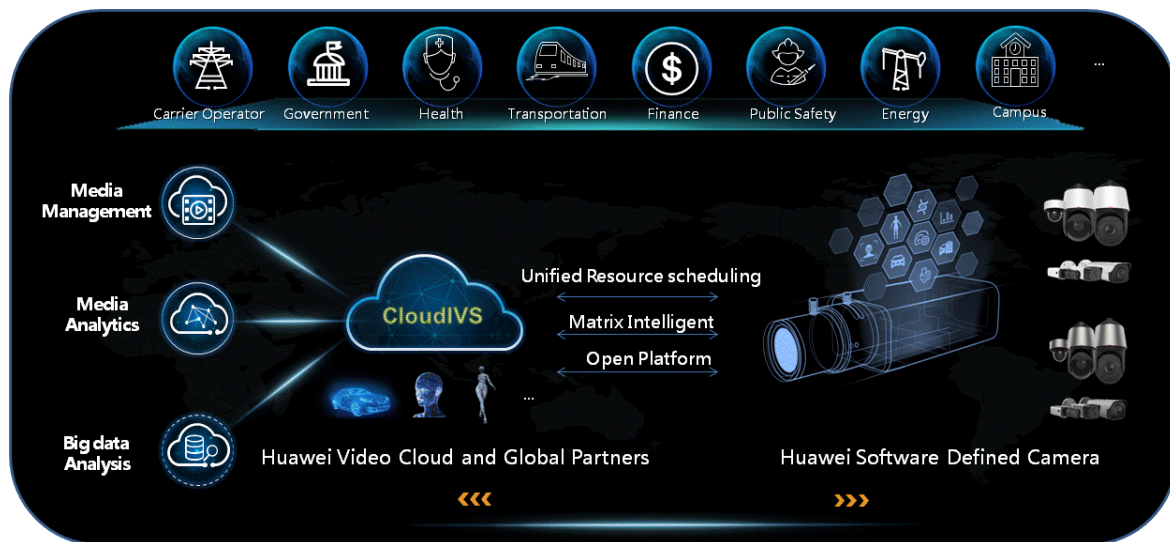 Carrier Operator
Government
Health
Transportation
Finance
Public Safety
Energy
Campus
...
Media
Management
Media
Analytics
Big data
Analysis
CloudIVS
...
Unified Resource scheduling
Matrix Intelligent
Open Platform
Huawei Video Cloud and Global Partners
Huawei Software Defined Camera